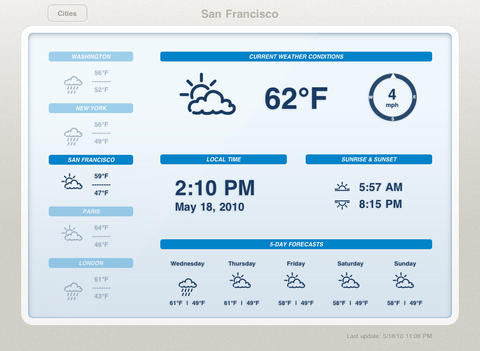 Cities
San Francisco
WASHINGTON
56°F
52°F
NEW YORK
56°F
49°F
SAN FRANCISCO
59°F
47°F
PARIS
64°F
46°F
LONDON
61°F
43°F
CURRENT WEATHER CONDITIONS
62°F
4
mph
LOCAL TIME
2:10 PM
May 18, 2010
SUNRISE & SUNSET
5:57 AM
8:15 PM
5-DAY FORECASTS
Wednesday Thursday Friday Saturday Sunday
61°F | 49°F 61°F | 49°F 58°F | 49°F 58°F | 49°F 58°F | 49°F
Last update: 5/18/10 11:08 PM